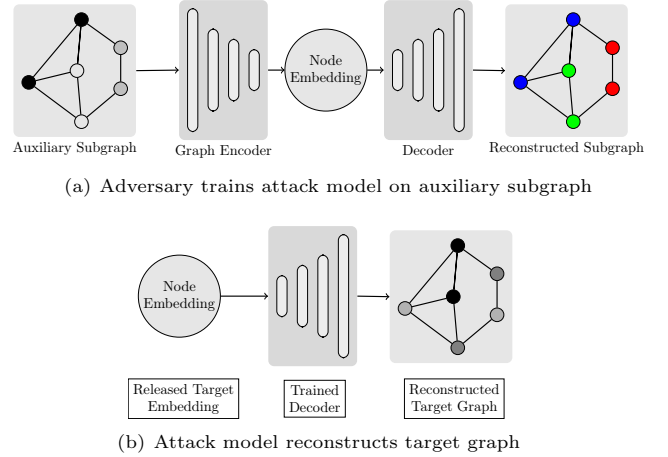 Node
Embedding
Auxiliary Subgraph
Graph Encoder
Decoder
Reconstructed Subgraph
(a) Adversary trains attack model on auxiliary subgraph
Node
Embedding
Released Target
Embedding
Trained
Decoder
Reconstructed
Target Graph
(b) Attack model reconstructs target graph